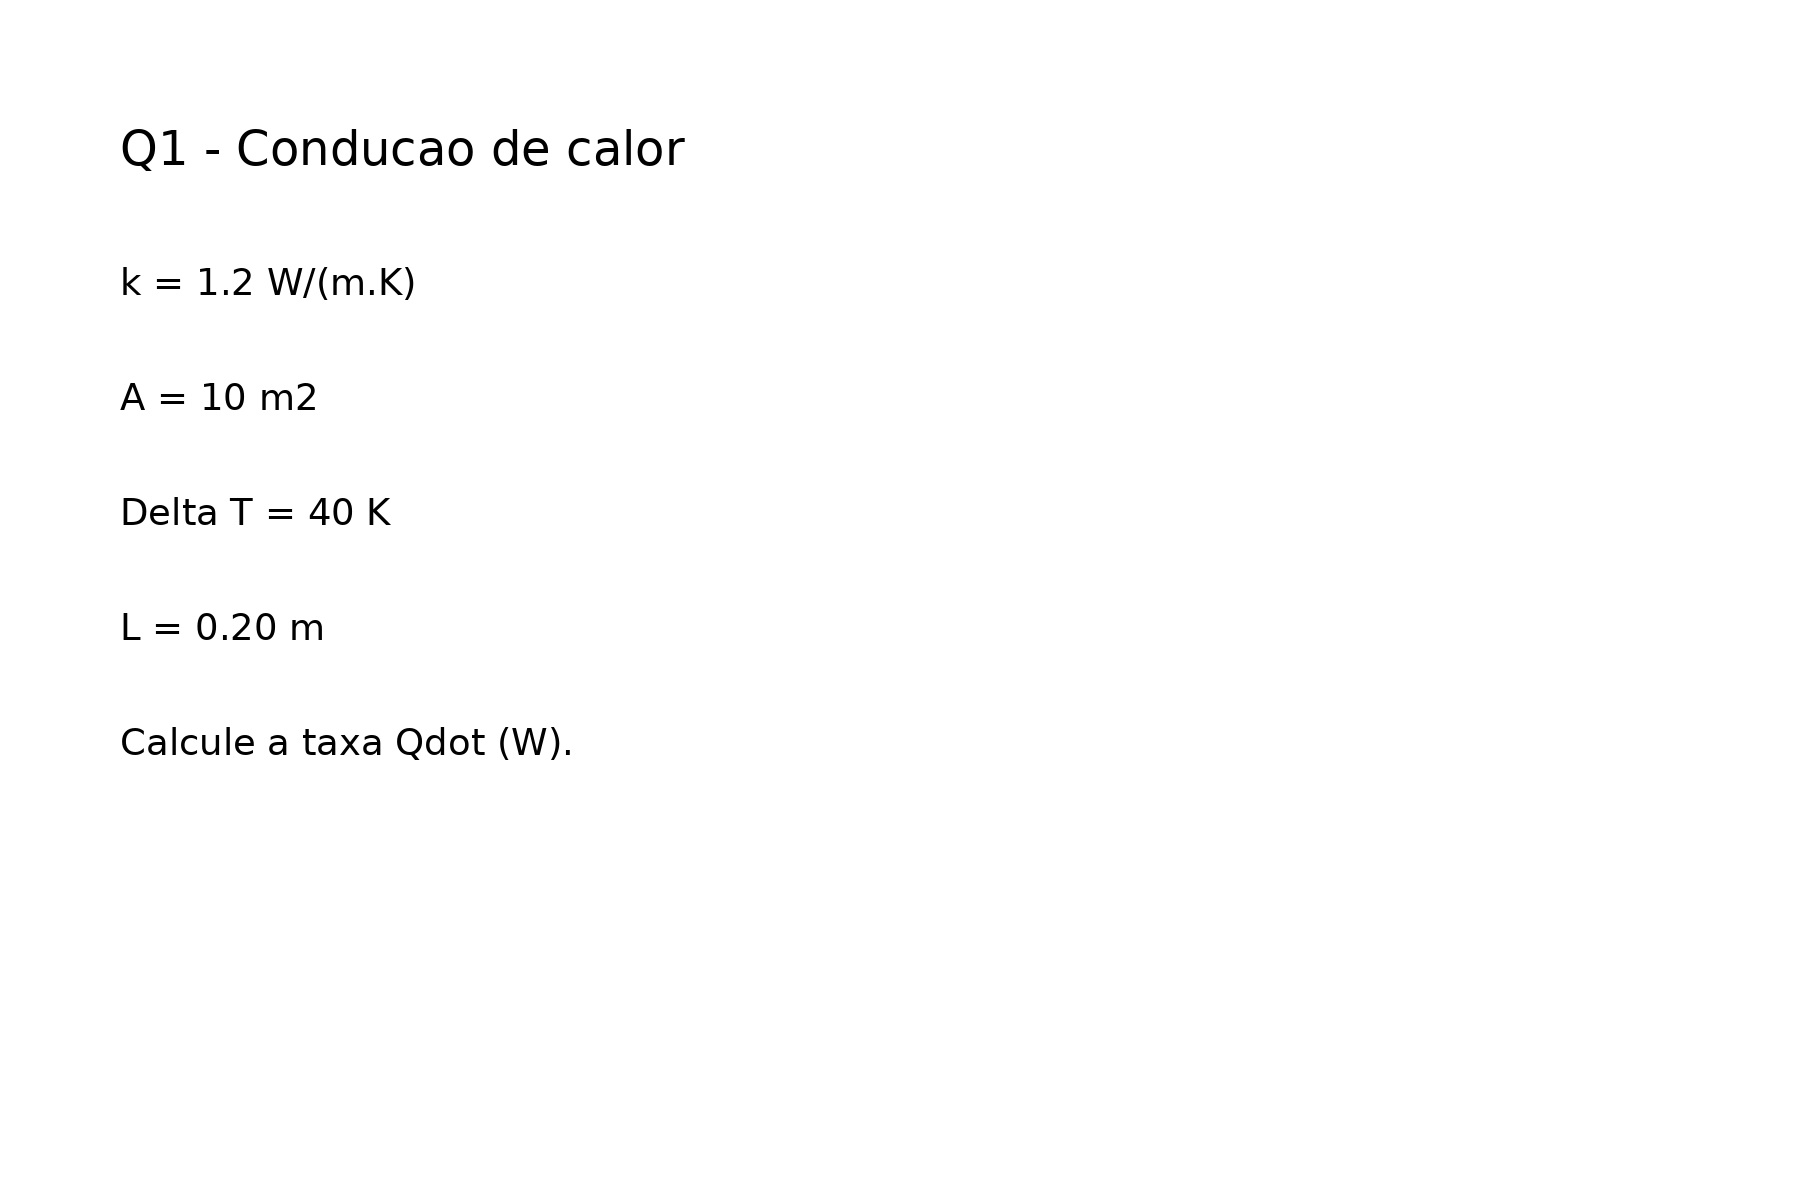 Q1 - Conducao de calor
k = 1.2 W/(m.K)
A = 10 m2
Delta T = 40 K
L = 0.20 m
Calcule a taxa Qdot (W).